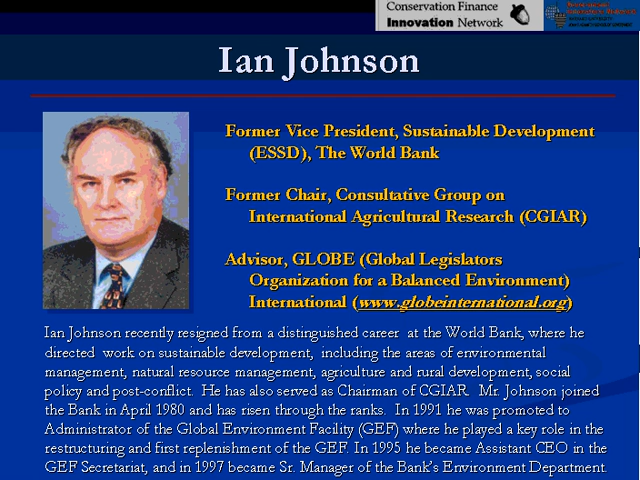 Conservation Finance
Innovation Network
Ian Johnson
Former Vice President, Sustainable Development
(ESSD), The World Bank
Former Chair, Consultative Group on
International Agricultural Research (CGIAR)
Advisor, GLOBE (Global Legislators
Organization for a Balanced Environment)
International (www.globeinternational.org)
Ian Johnson recently resigned from a distinguished career at the World Bank, where he
directed work on sustainable development, including the areas of environmental
management, natural resource management, agriculture and rural development, social
policy and post-conflict. He has also served as Chairman of CGIAR. Mr. Johnson joined
the Bank in April 1980 and has risen through the ranks. In 1991 he was promoted to
Administrator of the Global Environment Facility (GEF) where he played a key role in the
restructuring and first replenishment of the GEF. In 1995 he became Assistant CEO in the
GEF Secretariat, and in 1997 became Sr. Manager of the Bank's Environment Department.